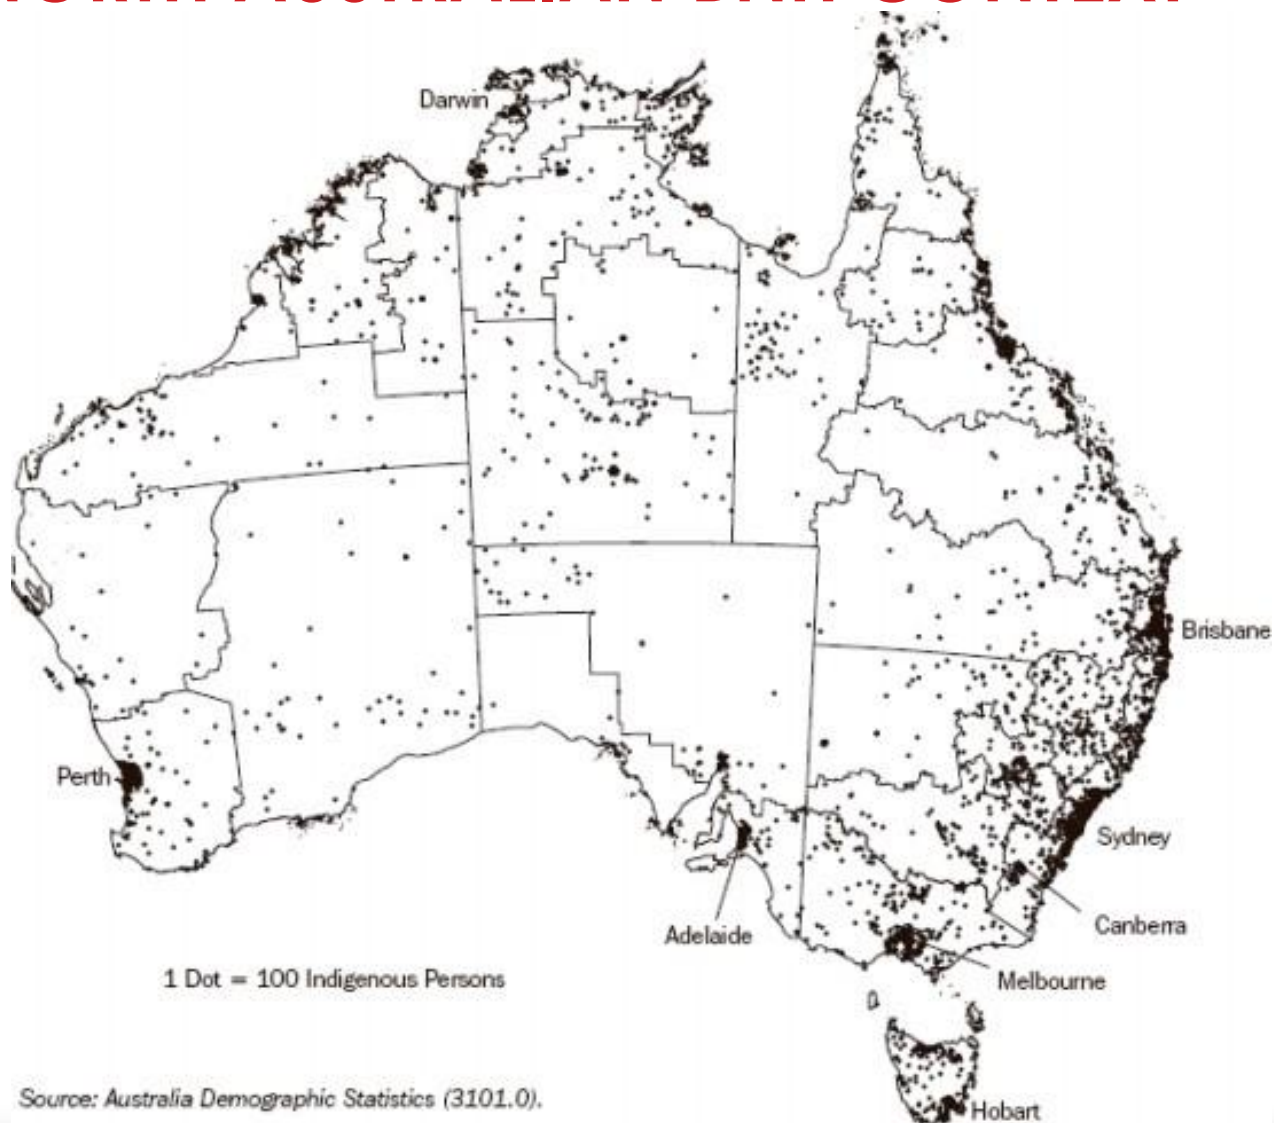 Darwin
Brisbane
Perth
Sydney
Adelaide
Canberra
1 Dot = 100 Indigenous Persons
Melbourne
Source: Australia Demographic Statistics (3101.0).
Hobart